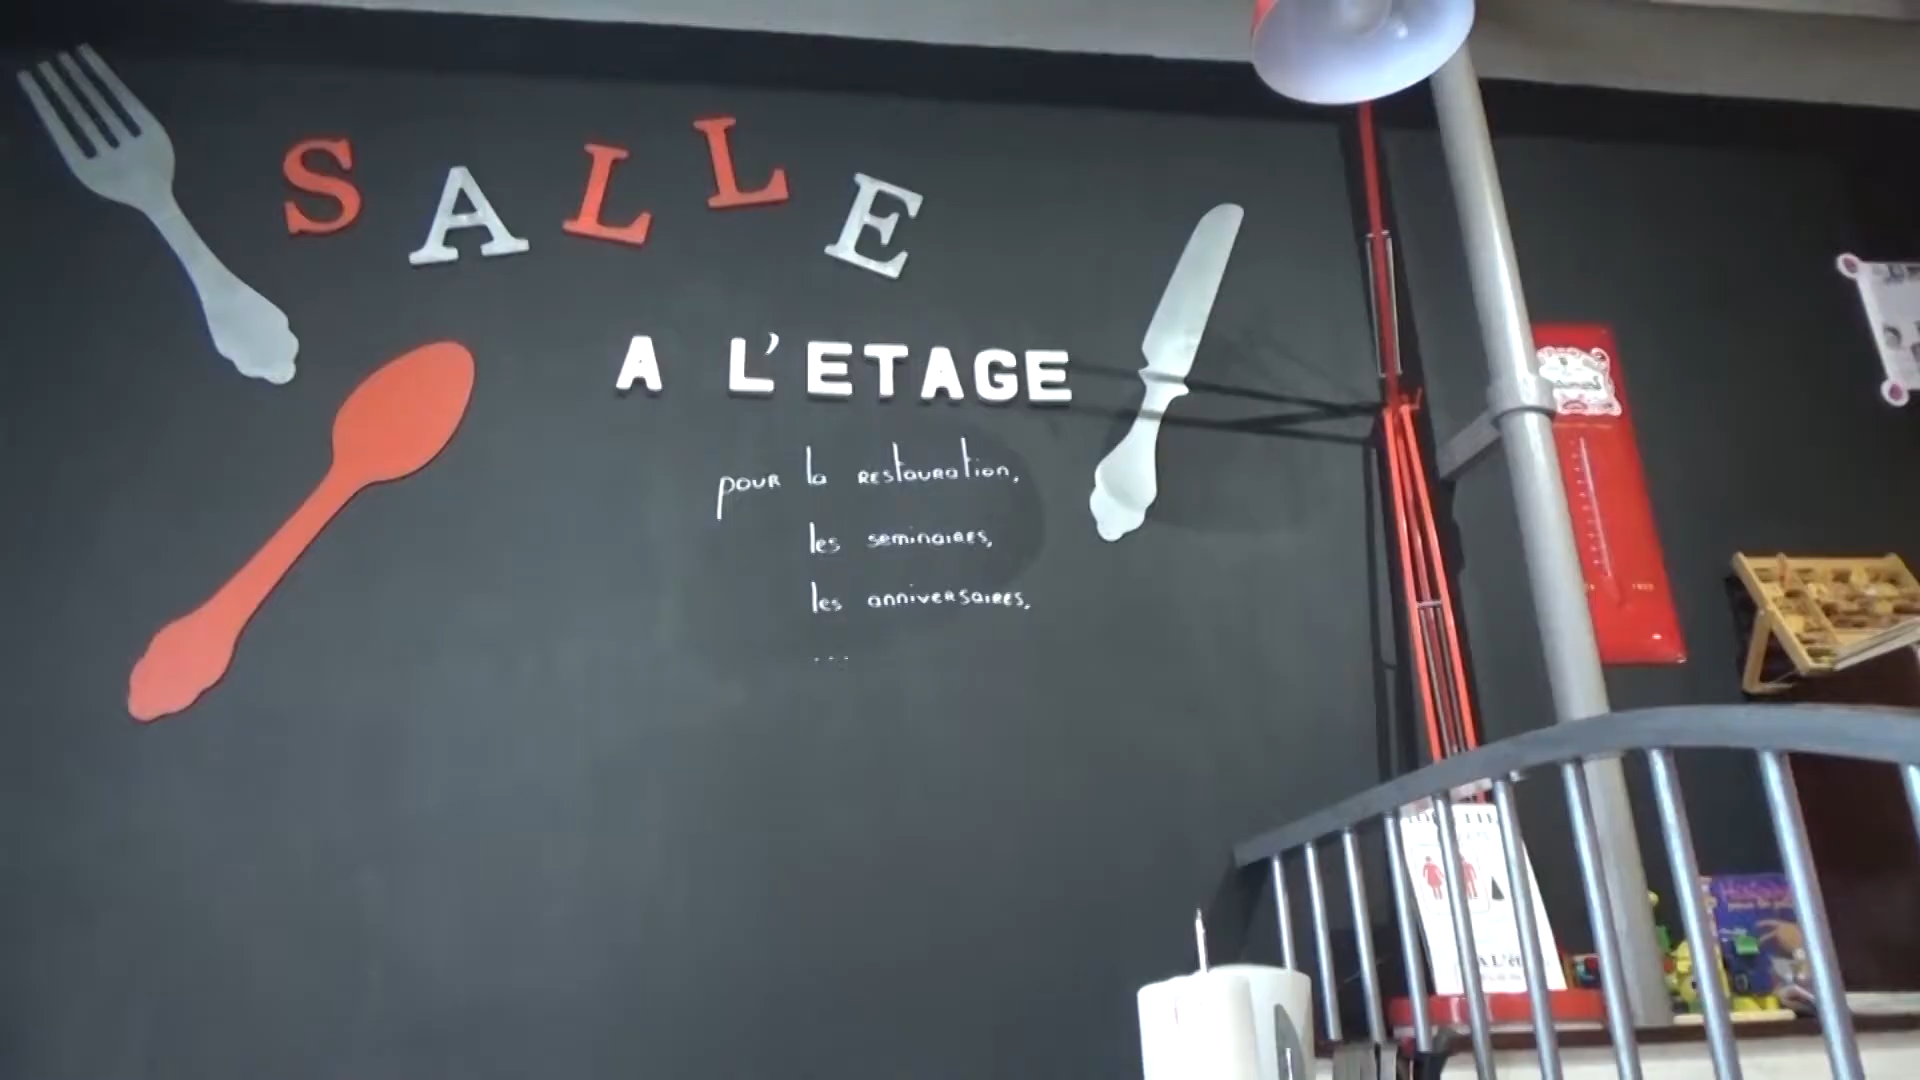 SALLE
A L'ETAGE
pour la restauration,
les seminaires,
les anniversaires,
...